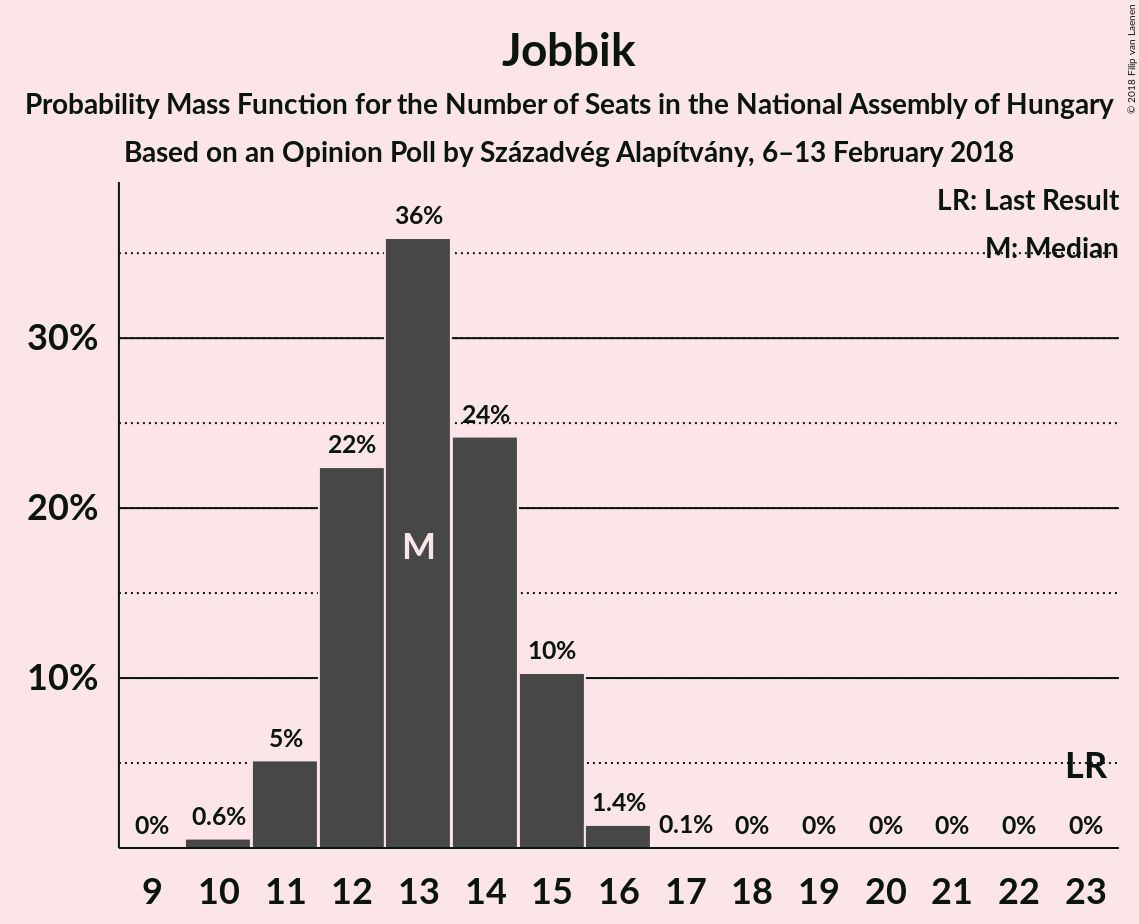 Jobbik
Probability Mass Function for the Number of Seats in the National Assembly of Hungary
Based on an Opinion Poll by Századvég Alapítvány, 6–13 February 2018
© 2018 Filip van Laenen
LR: Last Result
M: Median
30%
20%
10%
0%
0.6%
5%
22%
36%
24%
10%
1.4%
0.1%
0%
0%
0%
0%
0%
0%
M
LR
9 10 11 12 13 14 15 16 17 18 19 20 21 22 23